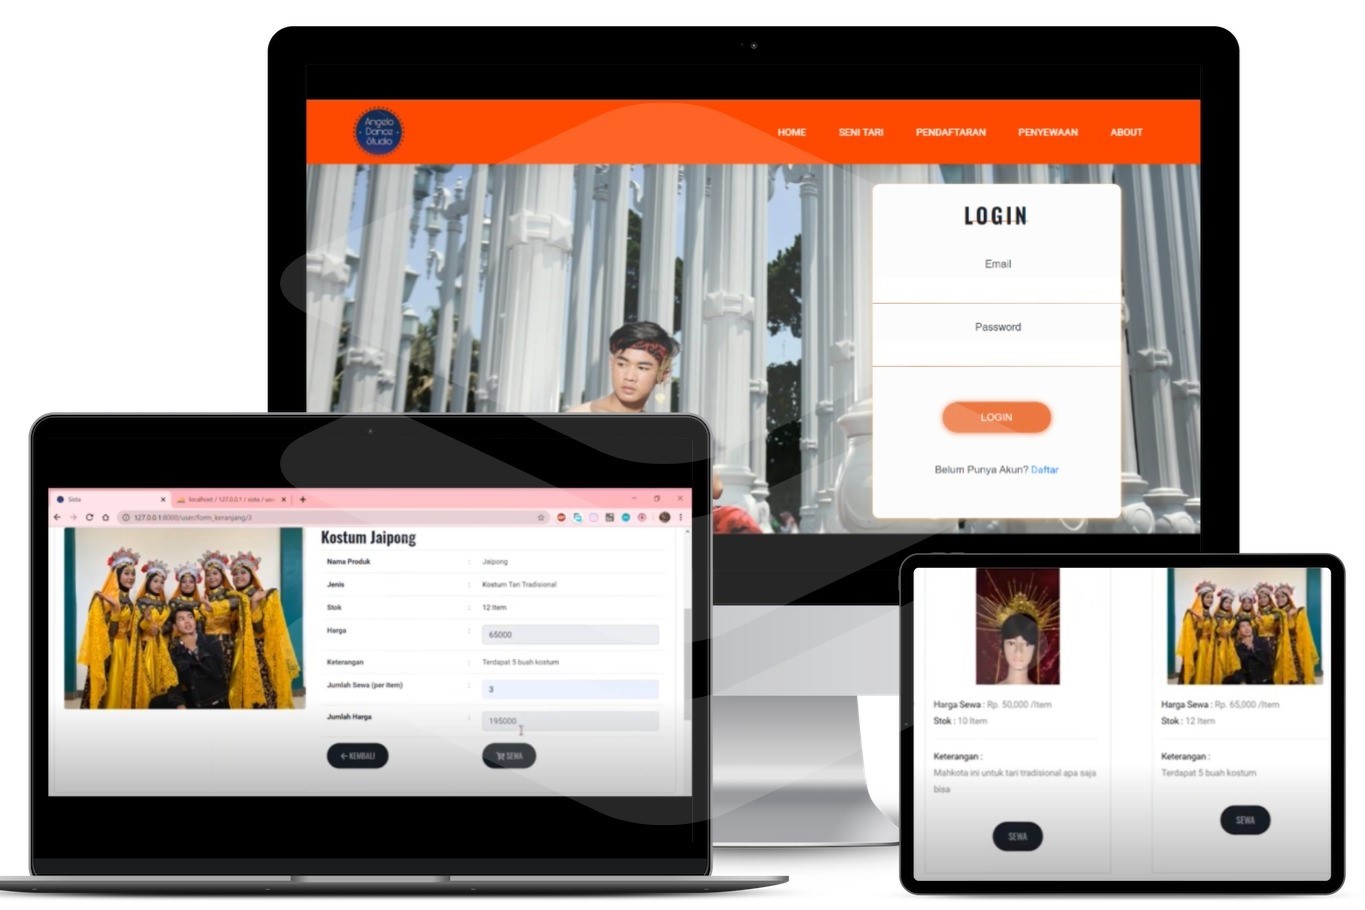 Angelo
Dance
Studio
HOME SENI TARI PENDAFTARAN PENYEWAAN ABOUT
LOGIN
Email
Password
LOGIN
Belum Punya Akun? Daftar
Sista
localhost / 127.0.0.1 / sista / use
127.0.0.1:8000/user/form_keranjang/3
Kostum Jaipong
Nama Produk : Jaipong
Jenis : Kostum Tari Tradisional
Stok : 12 Item
Harga : 65000
Keterangan : Terdapat 5 buah kostum
Jumlah Sewa (per Item) : 3
Jumlah Harga : 195000
KEMBALI
SEWA
Harga Sewa : Rp. 50,000 /Item
Stok : 10 Item
Keterangan :
Mahkota ini untuk tari tradisional apa saja
bisa
SEWA
Harga Sewa : Rp. 65,000 /Item
Stok : 12 Item
Keterangan :
Terdapat 5 buah kostum
SEWA